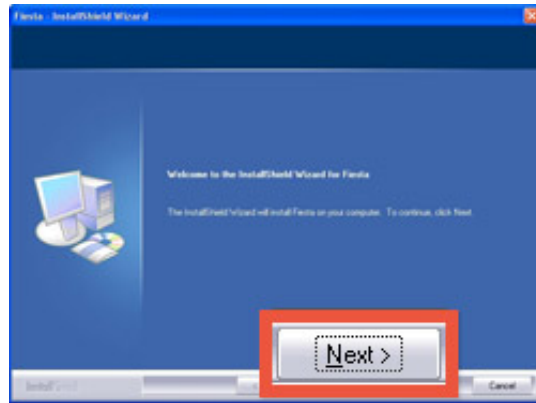 Fiesta - InstallShield Wizard
Welcome to the InstallShield Wizard for Fiesta
The InstallShield Wizard will install Fiesta on your computer. To continue, click Next.
Next >
InstallShield
Cancel